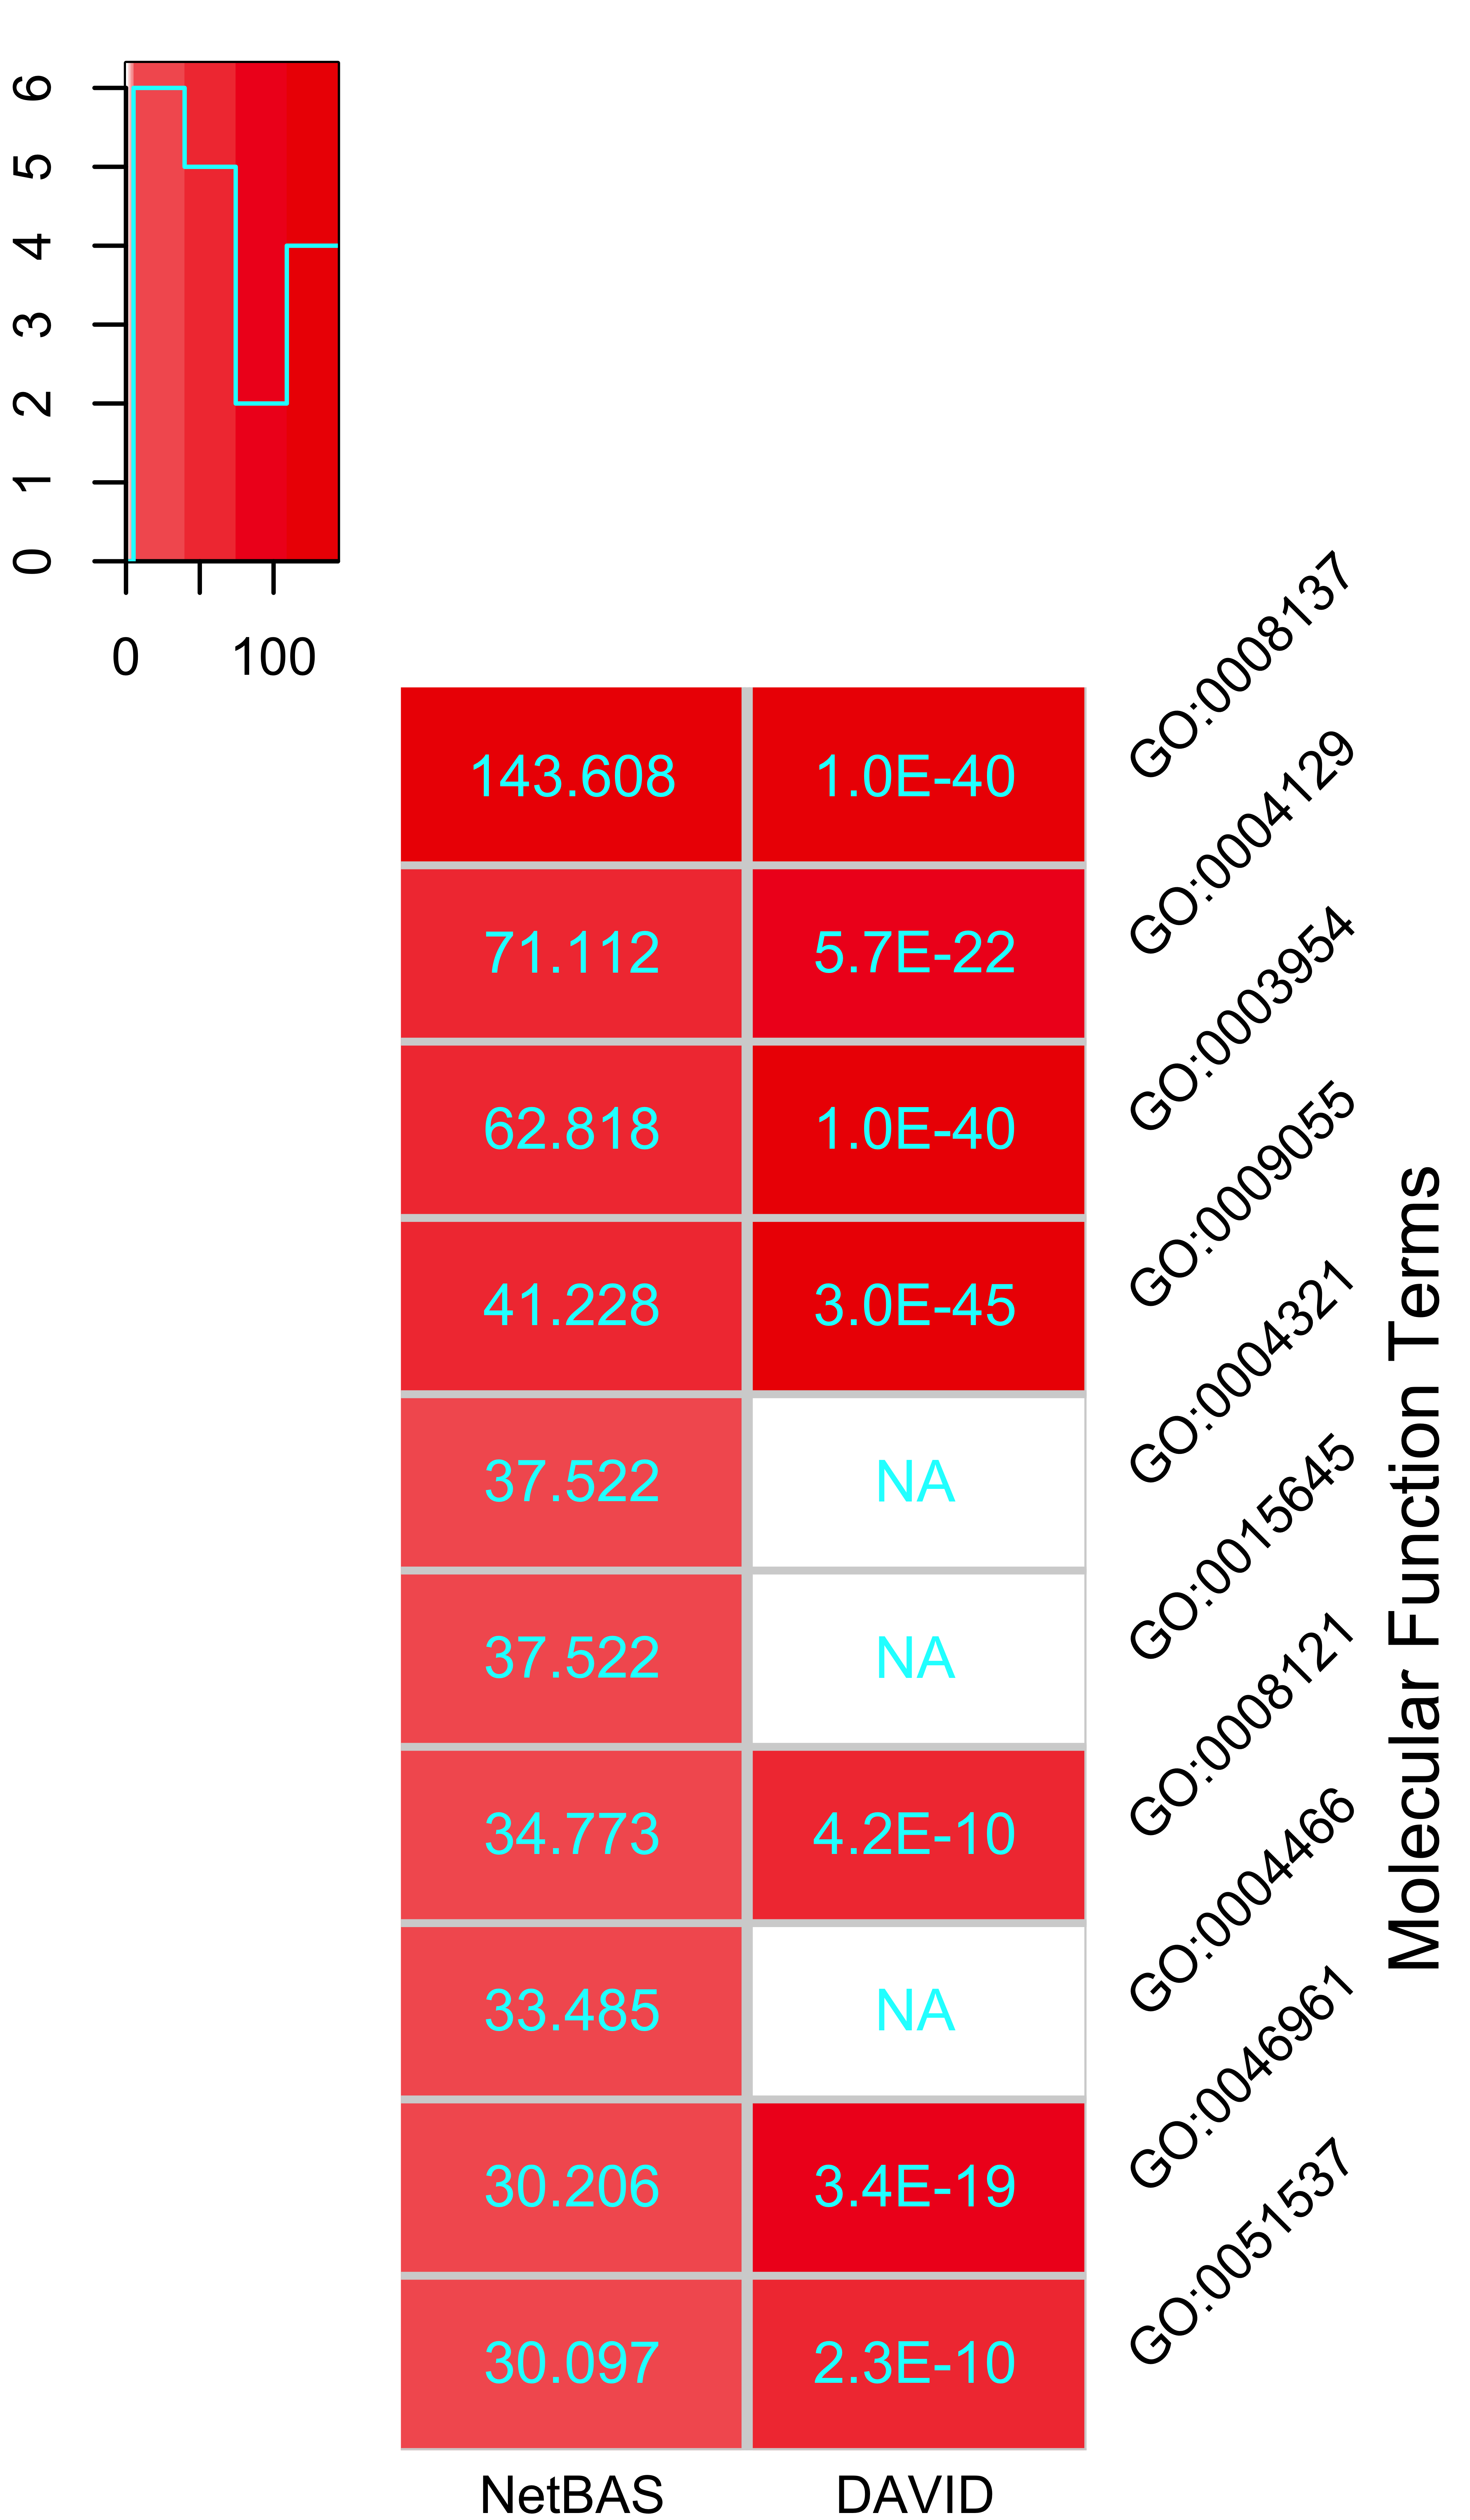 6
5
4
3
2
1
0
0 100
143.608 1.0E-40 GO:0008137
71.112 5.7E-22 GO:0004129
62.818 1.0E-40 GO:0003954
41.228 3.0E-45 GO:0009055
37.522 NA GO:0004321
37.522 NA GO:0015645
34.773 4.2E-10 GO:0008121
33.485 NA GO:0004466
30.206 3.4E-19 GO:0046961
30.097 2.3E-10 GO:0051537
NetBAS DAVID
Molecular Function Terms